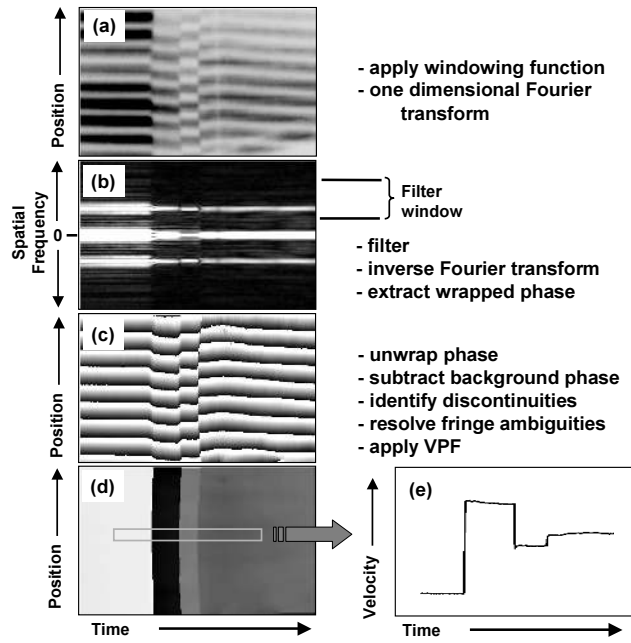 (a)
Position
- apply windowing function
- one dimensional Fourier
transform
(b)
Spatial
Frequency
0
Filter
window
- filter
- inverse Fourier transform
- extract wrapped phase
(c)
Position
- unwrap phase
- subtract background phase
- identify discontinuities
- resolve fringe ambiguities
- apply VPF
(d)
Position
Time
(e)
Velocity
Time